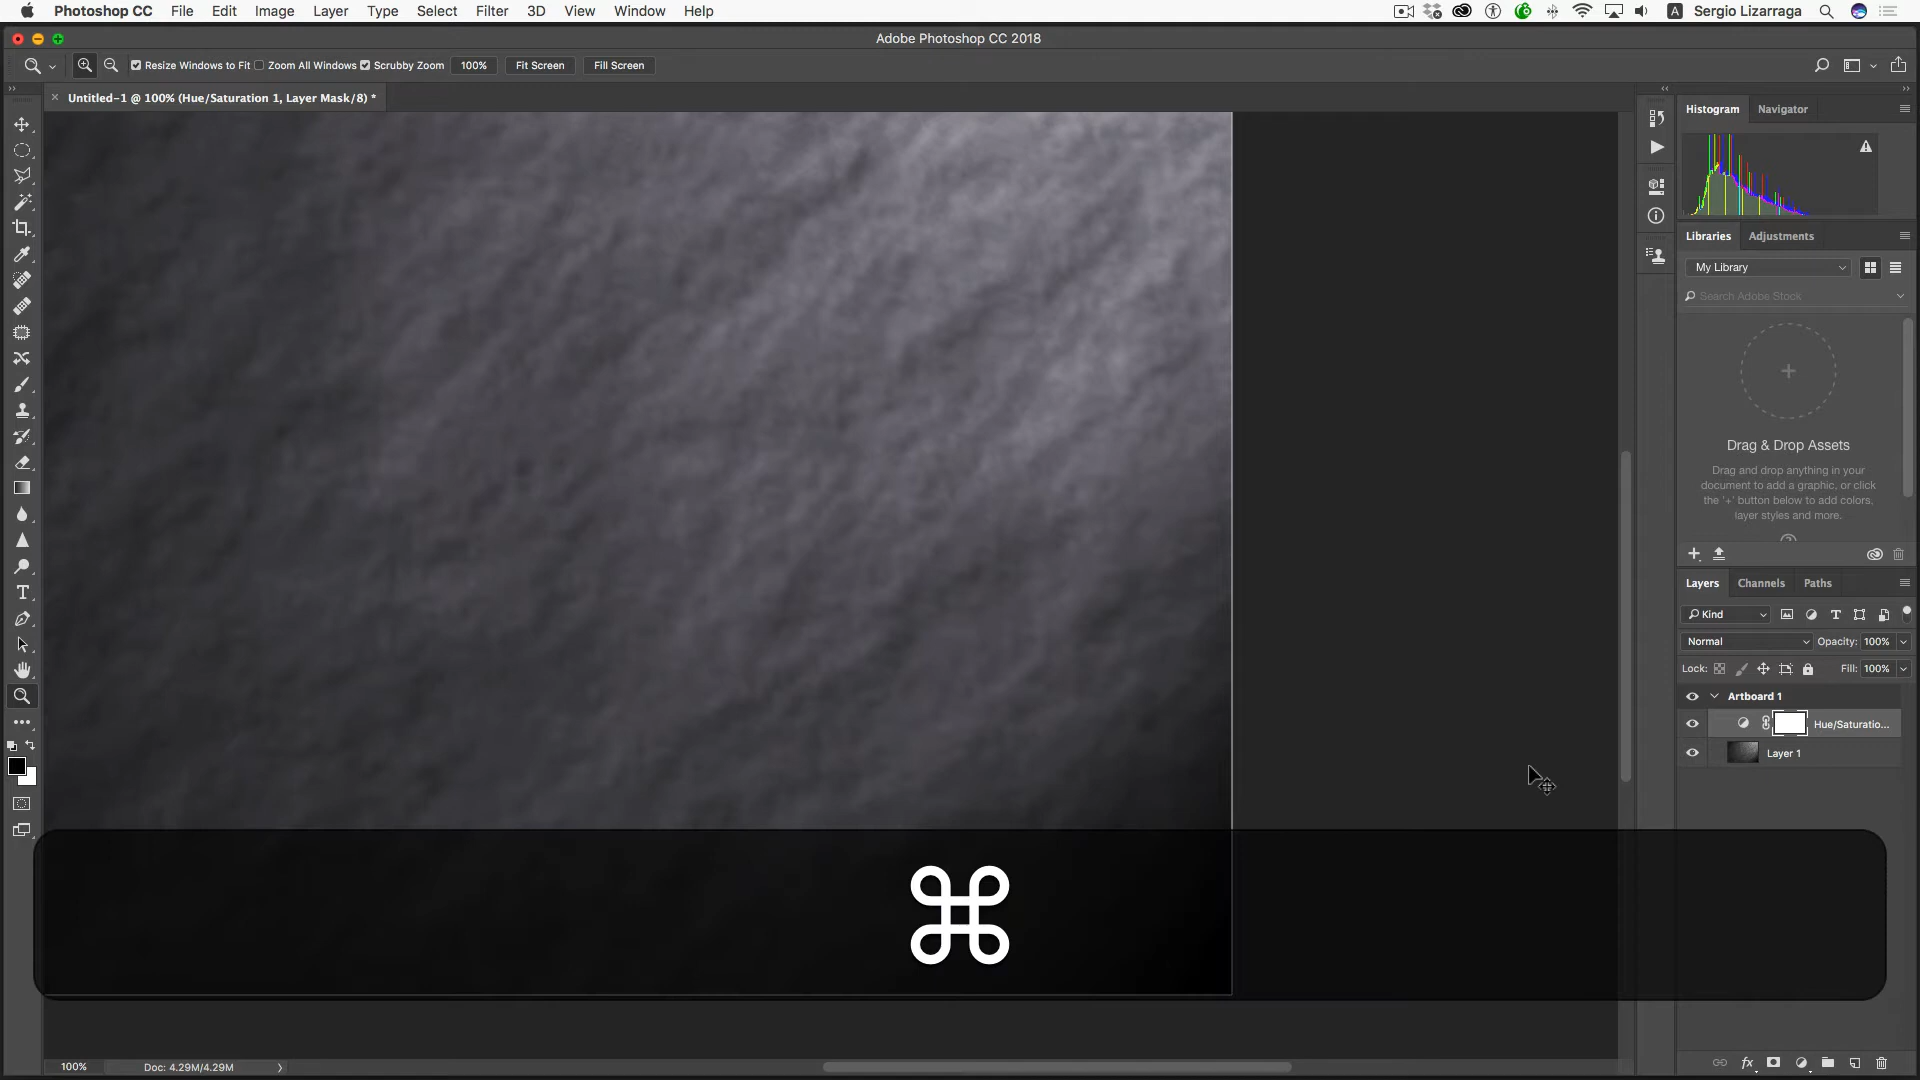 Photoshop CC File Edit Image Layer Type Select Filter 3D View Window Help A Sergio Lizarraga
Adobe Photoshop CC 2018
Resize Windows to Fit Zoom All Windows Scrubby Zoom 100% Fit Screen Fill Screen
Untitled-1 @ 100% (Hue/Saturation 1, Layer Mask/8) *
Histogram Navigator
Libraries Adjustments
My Library
Search Adobe Stock
Drag & Drop Assets
Drag and drop anything in your
document to add a graphic, or click
the '+' button below to add colors,
layer styles and more.
Layers Channels Paths
Kind
Normal Opacity: 100%
Lock: Fill: 100%
Artboard 1
Hue/Saturatio...
Layer 1
⌘
100% Doc: 4.29M/4.29M
fx